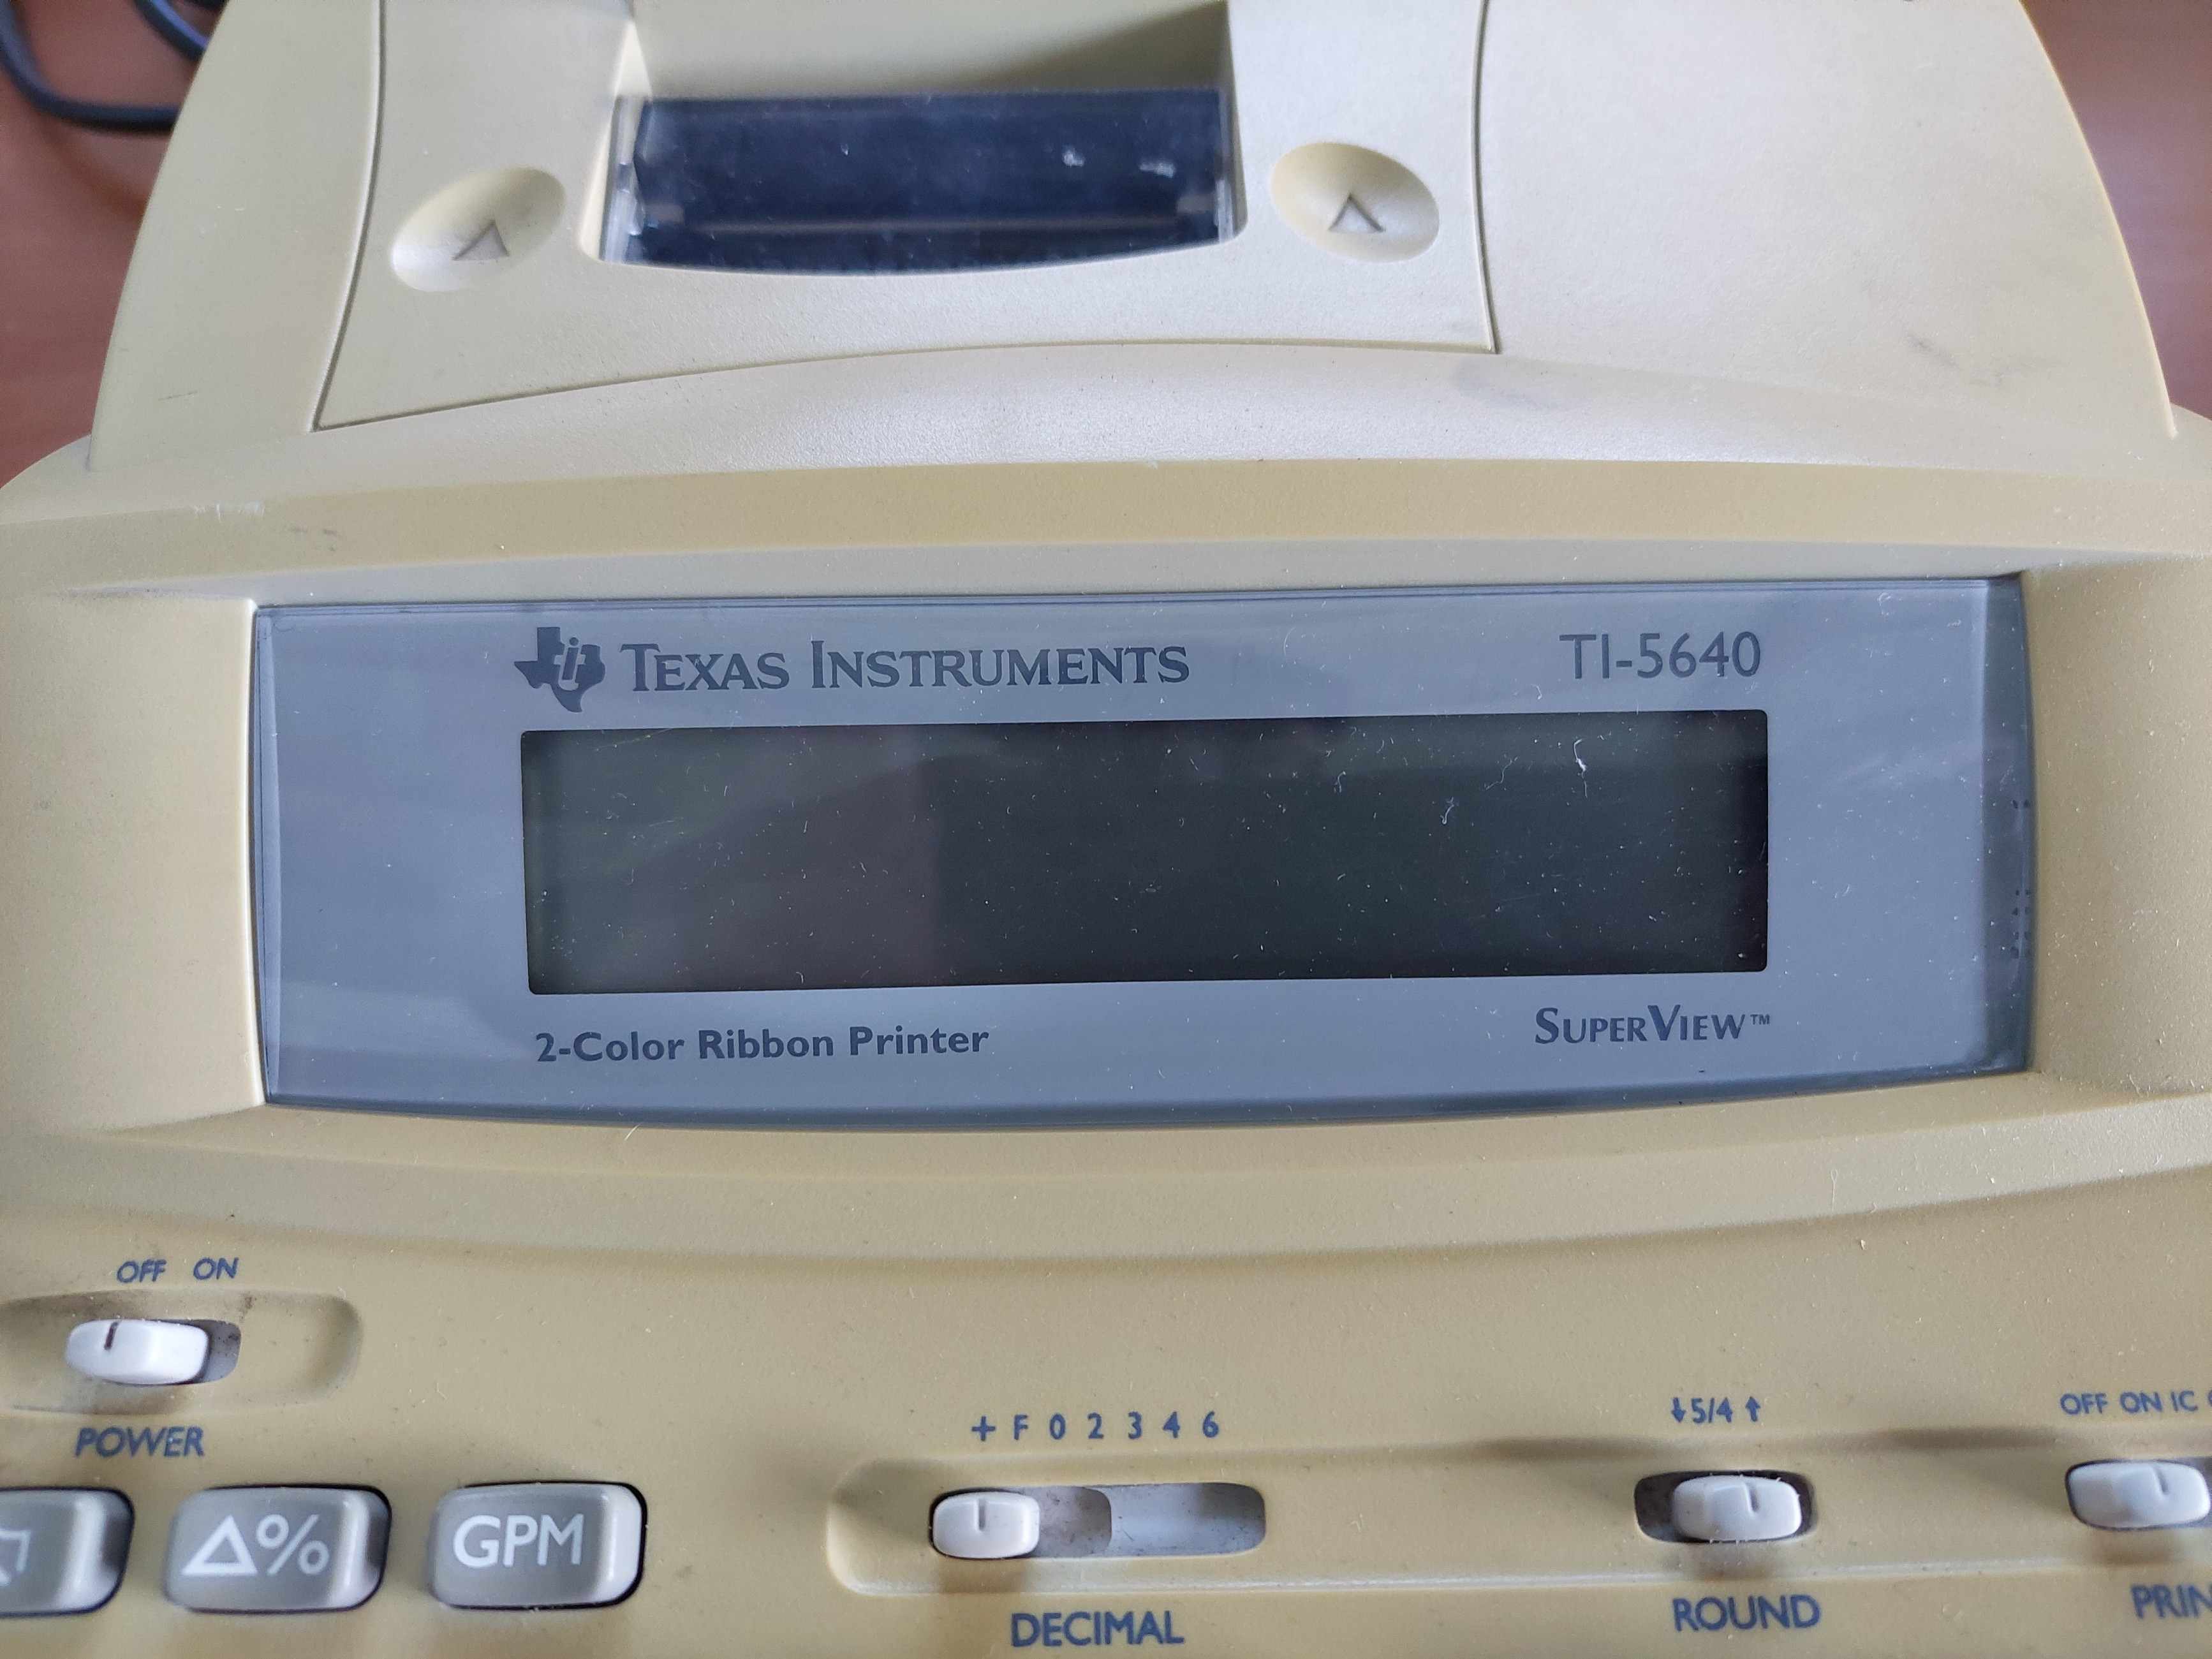 TEXAS INSTRUMENTS
TI-5640
2-Color Ribbon Printer
SUPERVIEW™
OFF ON
POWER
+ F 0 2 3 4 6
↓5/4 ↑
OFF ON IC
Δ%
GPM
DECIMAL
ROUND
PRIN